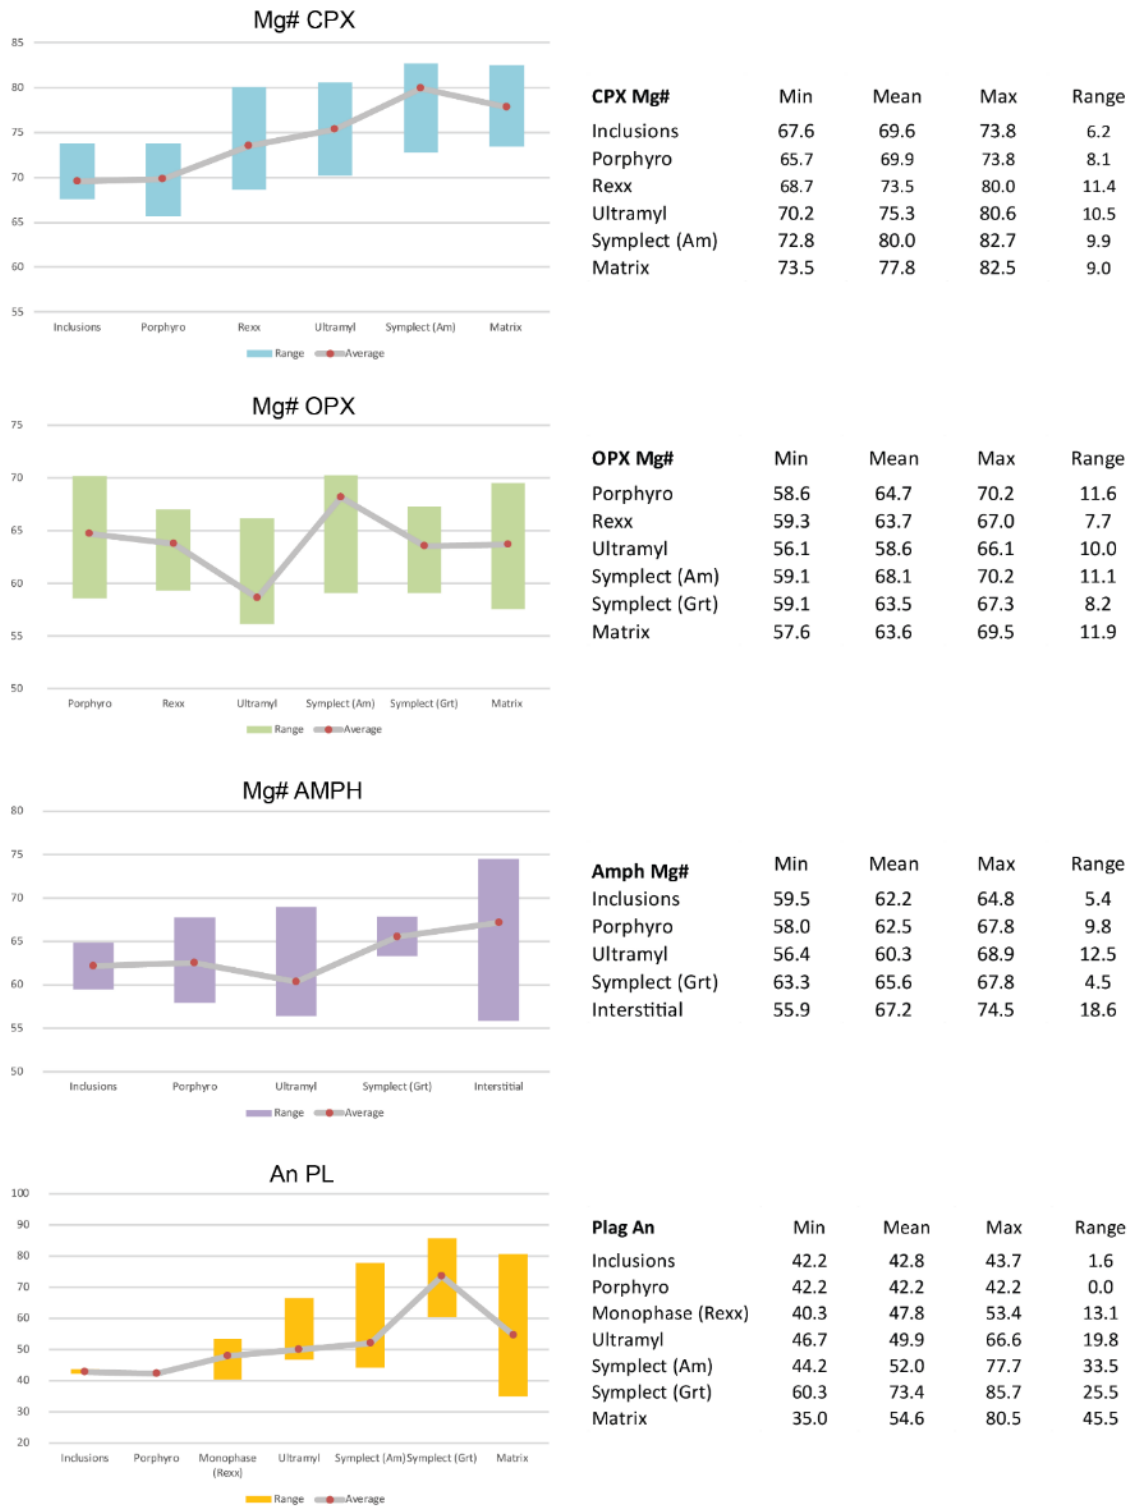 Mg# CPX
85
80
75
70
65
60
55
Inclusions Porphyro Rexx Ultramyl Symplect (Am) Matrix
Range Average
CPX Mg# Min Mean Max Range
Inclusions 67.6 69.6 73.8 6.2
Porphyro 65.7 69.9 73.8 8.1
Rexx 68.7 73.5 80.0 11.4
Ultramyl 70.2 75.3 80.6 10.5
Symplect (Am) 72.8 80.0 82.7 9.9
Matrix 73.5 77.8 82.5 9.0
Mg# OPX
75
70
65
60
55
50
Porphyro Rexx Ultramyl Symplect (Am) Symplect (Grt) Matrix
Range Average
OPX Mg# Min Mean Max Range
Porphyro 58.6 64.7 70.2 11.6
Rexx 59.3 63.7 67.0 7.7
Ultramyl 56.1 58.6 66.1 10.0
Symplect (Am) 59.1 68.1 70.2 11.1
Symplect (Grt) 59.1 63.5 67.3 8.2
Matrix 57.6 63.6 69.5 11.9
Mg# AMPH
80
75
70
65
60
55
50
Inclusions Porphyro Ultramyl Symplect (Grt) Interstitial
Range Average
Amph Mg# Min Mean Max Range
Inclusions 59.5 62.2 64.8 5.4
Porphyro 58.0 62.5 67.8 9.8
Ultramyl 56.4 60.3 68.9 12.5
Symplect (Grt) 63.3 65.6 67.8 4.5
Interstitial 55.9 67.2 74.5 18.6
An PL
100
90
80
70
60
50
40
30
20
Inclusions Porphyro Monophase Ultramyl Symplect (Am) Symplect (Grt) Matrix
(Rexx)
Range Average
Plag An Min Mean Max Range
Inclusions 42.2 42.8 43.7 1.6
Porphyro 42.2 42.2 42.2 0.0
Monophase (Rexx) 40.3 47.8 53.4 13.1
Ultramyl 46.7 49.9 66.6 19.8
Symplect (Am) 44.2 52.0 77.7 33.5
Symplect (Grt) 60.3 73.4 85.7 25.5
Matrix 35.0 54.6 80.5 45.5